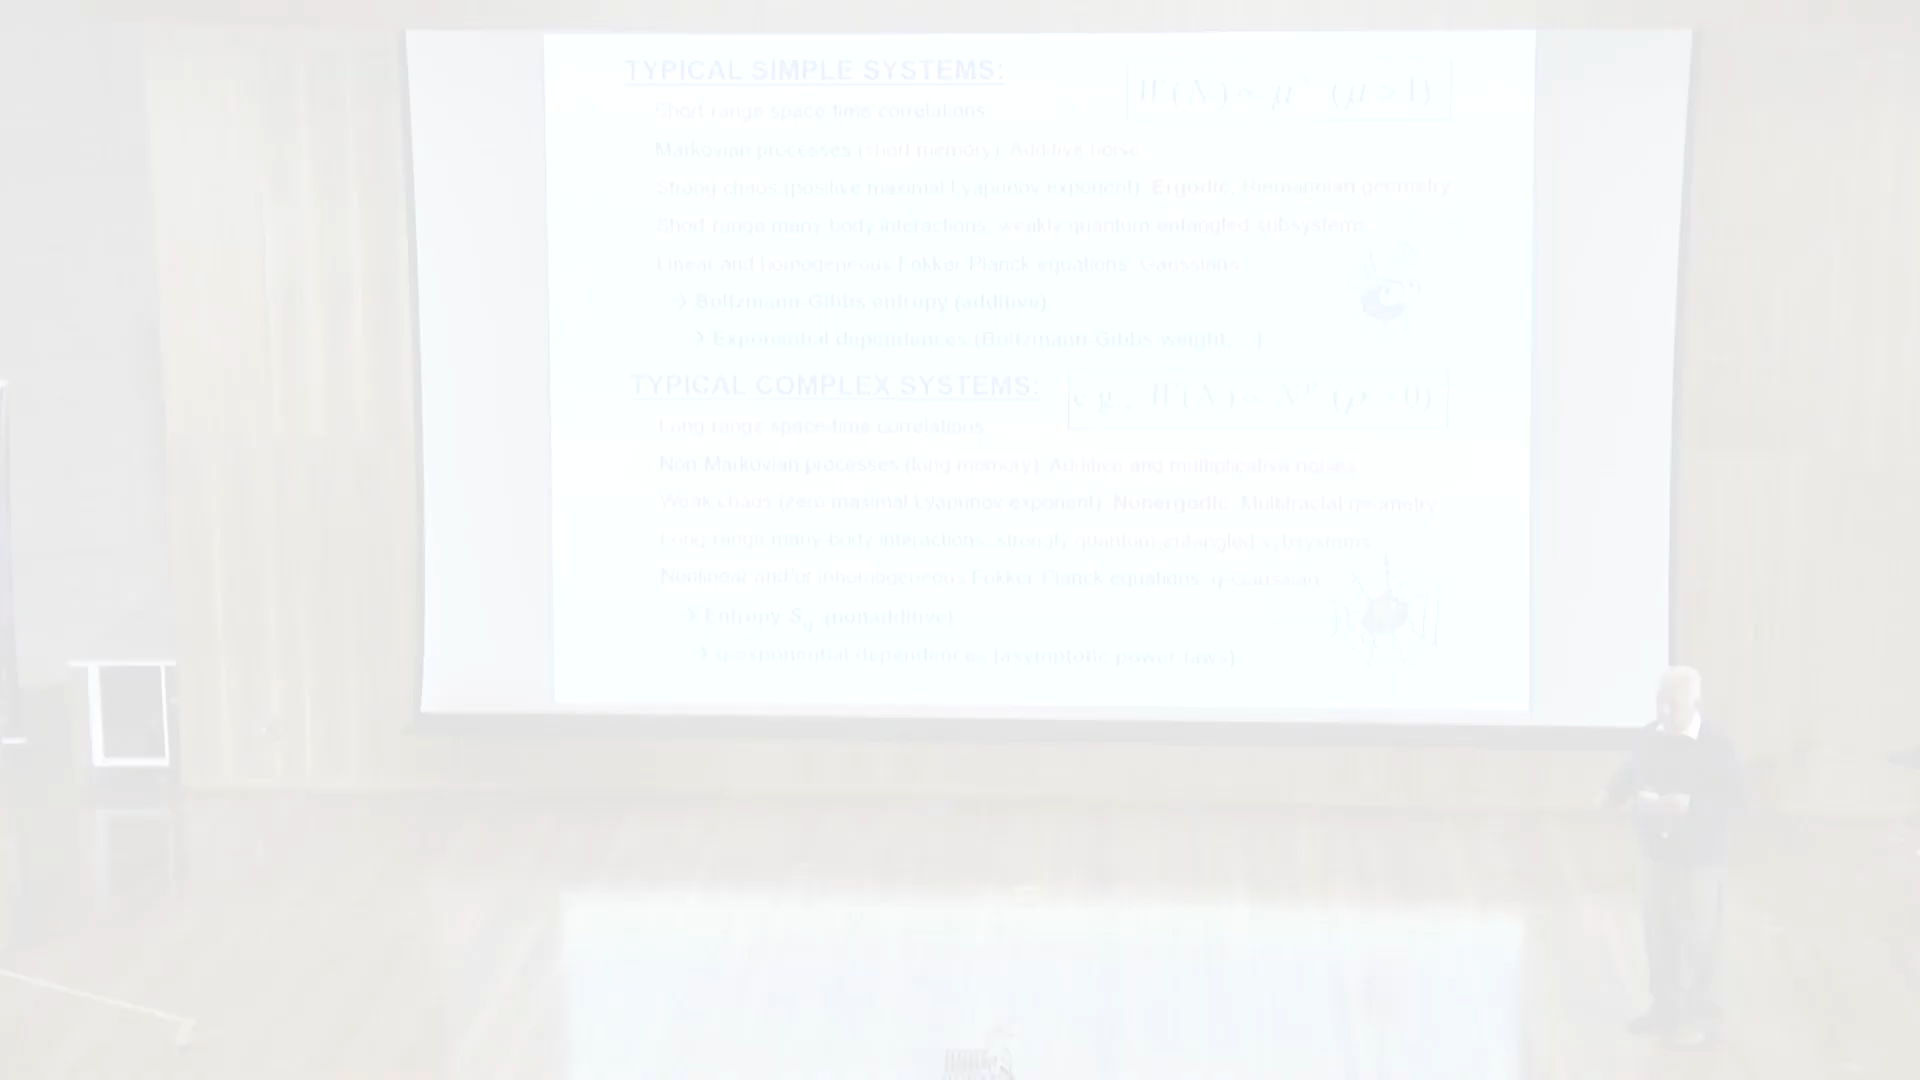 TYPICAL SIMPLE SYSTEMS:
W(N) ~ μᴺ (μ > 1)
Short-range space-time correlations
Markovian processes (short memory), Additive noise
Strong chaos (positive maximal Lyapunov exponent), Ergodic, Riemannian geometry
Short-range many-body interactions, weakly quantum-entangled subsystems
Linear and homogeneous Fokker-Planck equations, Gaussians
→ Boltzmann-Gibbs entropy (additive)
→ Exponential dependences (Boltzmann-Gibbs weight, ...)
TYPICAL COMPLEX SYSTEMS:
e.g., W(N) ~ N^ρ (ρ > 0)
Long-range space-time correlations
Non-Markovian processes (long memory), Additive and multiplicative noises
Weak chaos (zero maximal Lyapunov exponent), Nonergodic, Multifractal geometry
Long-range many-body interactions, strongly quantum-entangled subsystems
Nonlinear and/or inhomogeneous Fokker-Planck equations, q-Gaussians
→ Entropy Sq (nonadditive)
→ q-exponential dependences (asymptotic power-laws)